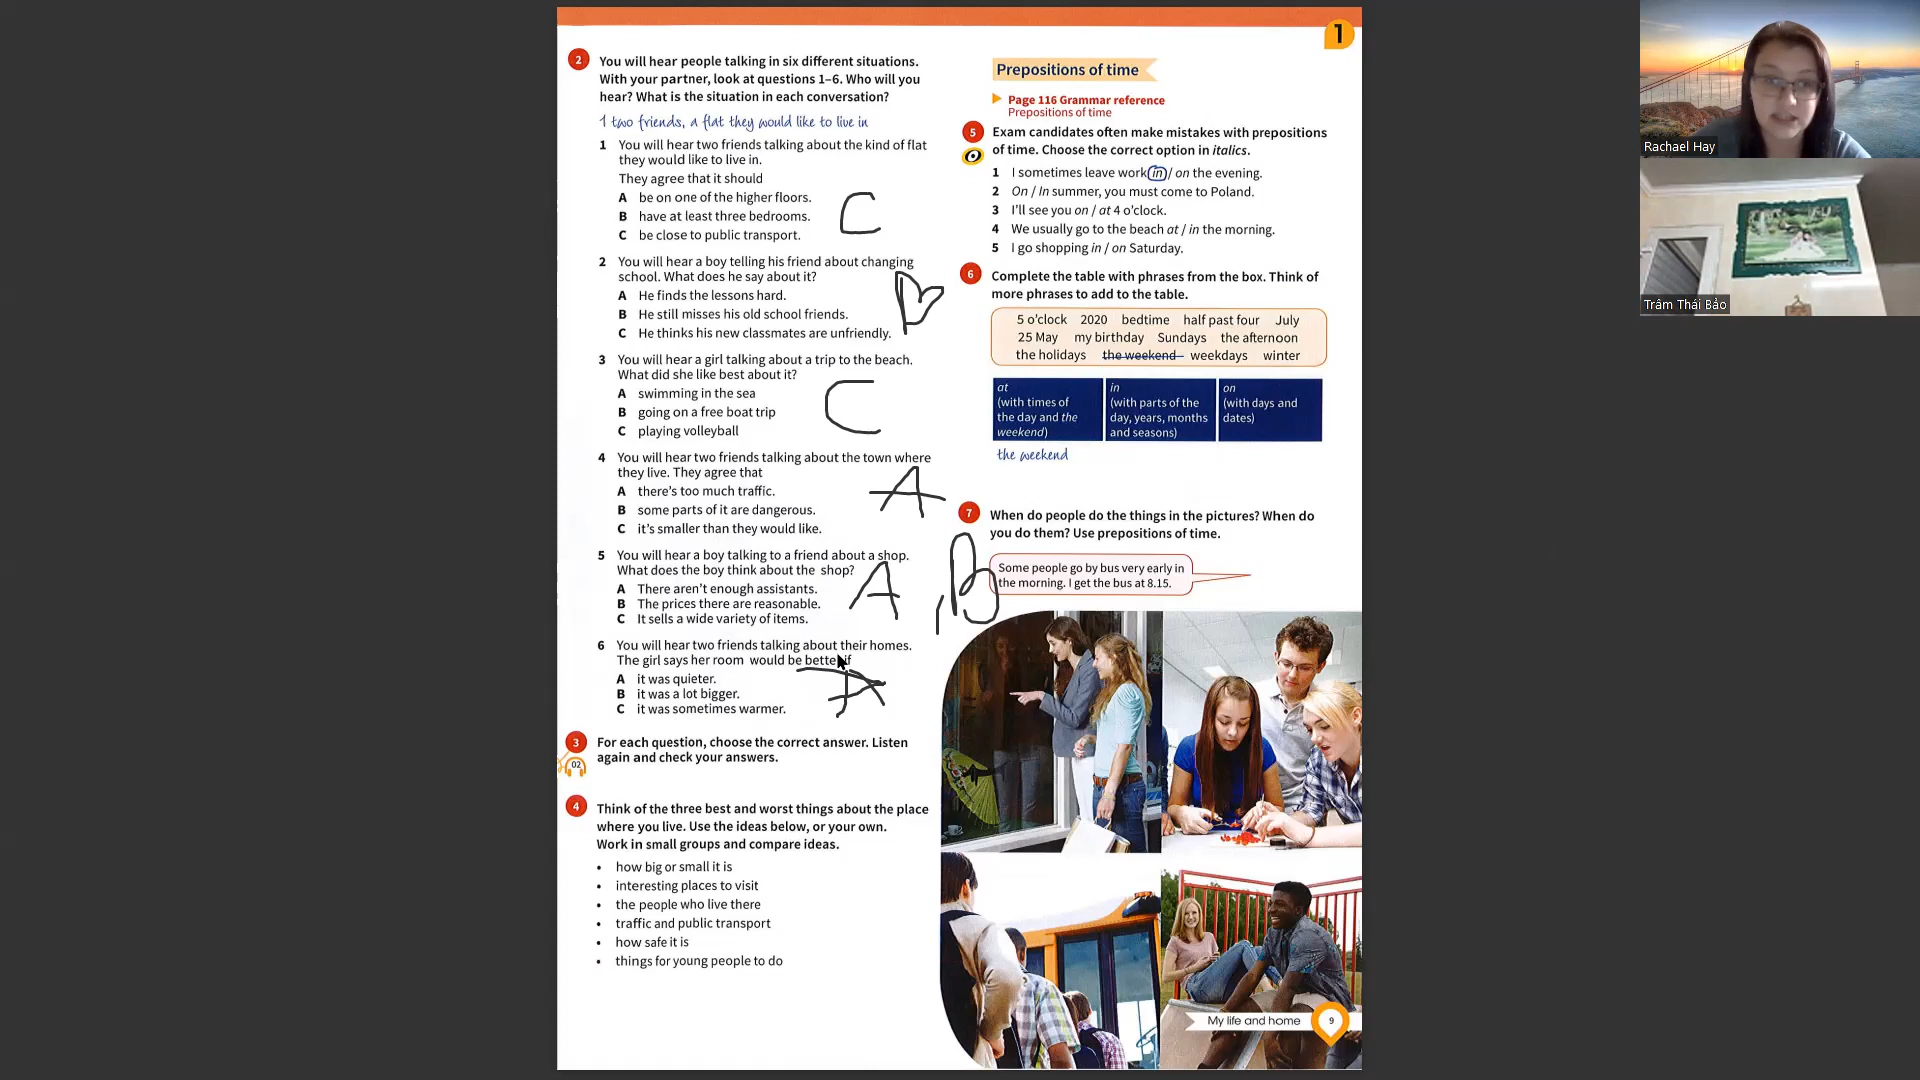 1
2
You will hear people talking in six different situations.
With your partner, look at questions 1–6. Who will you
hear? What is the situation in each conversation?
1 two friends, a flat they would like to live in
1 You will hear two friends talking about the kind of flat
they would like to live in.
They agree that it should
A be on one of the higher floors.
B have at least three bedrooms.
C be close to public transport.
C
2 You will hear a boy telling his friend about changing
school. What does he say about it?
A He finds the lessons hard.
B He still misses his old school friends.
C He thinks his new classmates are unfriendly.
B
3 You will hear a girl talking about a trip to the beach.
What did she like best about it?
A swimming in the sea
B going on a free boat trip
C playing volleyball
C
4 You will hear two friends talking about the town where
they live. They agree that
A there's too much traffic.
B some parts of it are dangerous.
C it's smaller than they would like.
A
5 You will hear a boy talking to a friend about a shop.
What does the boy think about the shop?
A There aren't enough assistants.
B The prices there are reasonable.
C It sells a wide variety of items.
A , B
6 You will hear two friends talking about their homes.
The girl says her room would be better if
A it was quieter.
B it was a lot bigger.
C it was sometimes warmer.
A
3
02
For each question, choose the correct answer. Listen
again and check your answers.
4
Think of the three best and worst things about the place
where you live. Use the ideas below, or your own.
Work in small groups and compare ideas.
• how big or small it is
• interesting places to visit
• the people who live there
• traffic and public transport
• how safe it is
• things for young people to do
Prepositions of time
Page 116 Grammar reference
Prepositions of time
5
Exam candidates often make mistakes with prepositions
of time. Choose the correct option in italics.
1 I sometimes leave work in / on the evening.
2 On / In summer, you must come to Poland.
3 I'll see you on / at 4 o'clock.
4 We usually go to the beach at / in the morning.
5 I go shopping in / on Saturday.
6
Complete the table with phrases from the box. Think of
more phrases to add to the table.
5 o'clock 2020 bedtime half past four July
25 May my birthday Sundays the afternoon
the holidays the weekend weekdays winter
at
(with times of
the day and the
weekend)
in
(with parts of the
day, years, months
and seasons)
on
(with days and
dates)
the weekend
7
When do people do the things in the pictures? When do
you do them? Use prepositions of time.
Some people go by bus very early in
the morning. I get the bus at 8.15.
My life and home 9
Rachael Hay
Trâm Thái Bảo